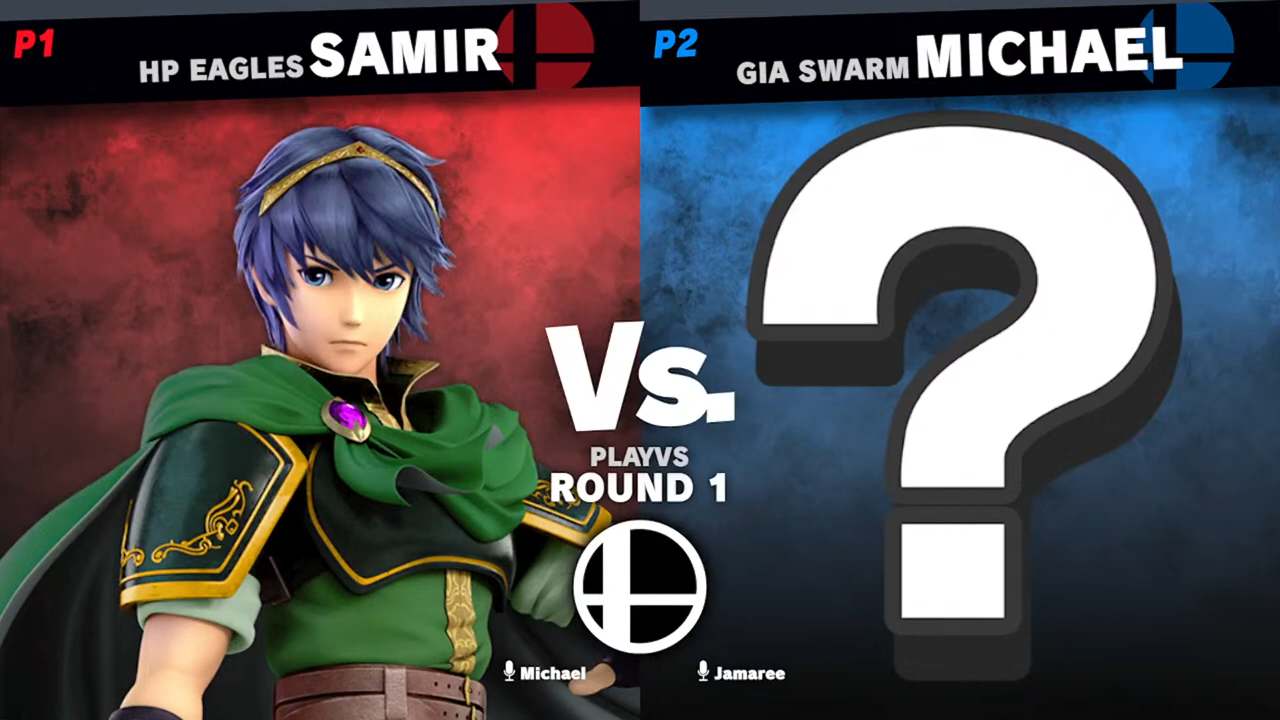 P1
HP EAGLES SAMIR
P2
GIA SWARM MICHAEL
?
Vs.
PLAYVS
ROUND 1
Michael
Jamaree